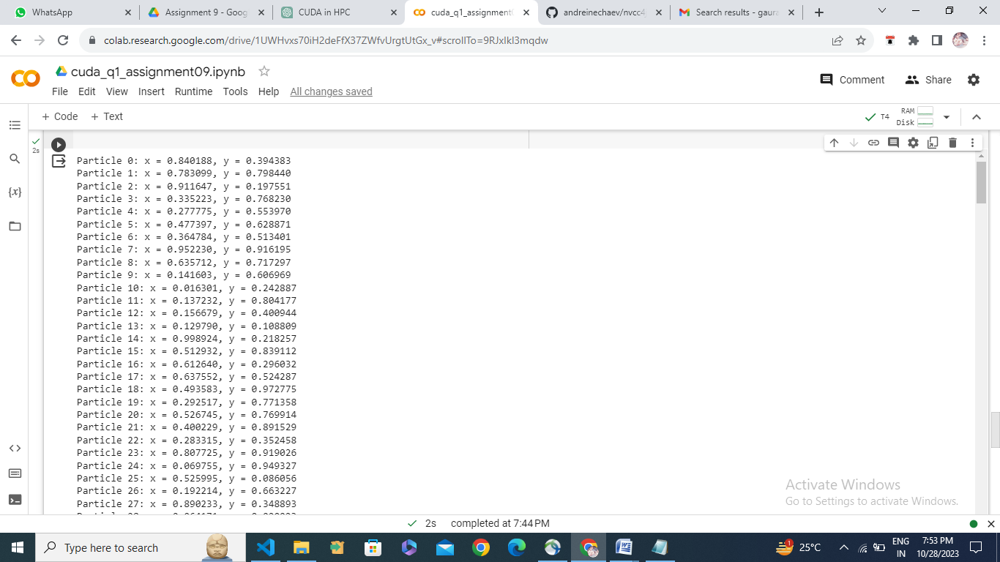 WhatsApp
Assignment 9 - Goog
CUDA in HPC
cuda_q1_assignment0
andreinechaev/nvcc4
Search results - gaura
colab.research.google.com/drive/1UWHvxs70iH2deFfX37ZWfvUrgtUtGx_v#scrollTo=9RJxIkI3mqdw
cuda_q1_assignment09.ipynb
Comment
Share
File Edit View Insert Runtime Tools Help All changes saved
+ Code + Text
T4
RAM
Disk
2s
{x}
Particle 0: x = 0.840188, y = 0.394383
Particle 1: x = 0.783099, y = 0.798440
Particle 2: x = 0.911647, y = 0.197551
Particle 3: x = 0.335223, y = 0.768230
Particle 4: x = 0.277775, y = 0.553970
Particle 5: x = 0.477397, y = 0.628871
Particle 6: x = 0.364784, y = 0.513401
Particle 7: x = 0.952230, y = 0.916195
Particle 8: x = 0.635712, y = 0.717297
Particle 9: x = 0.141603, y = 0.606969
Particle 10: x = 0.016301, y = 0.242887
Particle 11: x = 0.137232, y = 0.804177
Particle 12: x = 0.156679, y = 0.400944
Particle 13: x = 0.129790, y = 0.108809
Particle 14: x = 0.998924, y = 0.218257
Particle 15: x = 0.512932, y = 0.839112
Particle 16: x = 0.612640, y = 0.296032
Particle 17: x = 0.637552, y = 0.524287
Particle 18: x = 0.493583, y = 0.972775
Particle 19: x = 0.292517, y = 0.771358
Particle 20: x = 0.526745, y = 0.769914
Particle 21: x = 0.400229, y = 0.891529
Particle 22: x = 0.283315, y = 0.352458
Particle 23: x = 0.807725, y = 0.919026
Particle 24: x = 0.069755, y = 0.949327
Particle 25: x = 0.525995, y = 0.086056
Particle 26: x = 0.192214, y = 0.663227
Particle 27: x = 0.890233, y = 0.348893
Activate Windows
Go to Settings to activate Windows.
2s completed at 7:44 PM
Type here to search
1
25°C
ENG
IN
7:53 PM
10/28/2023